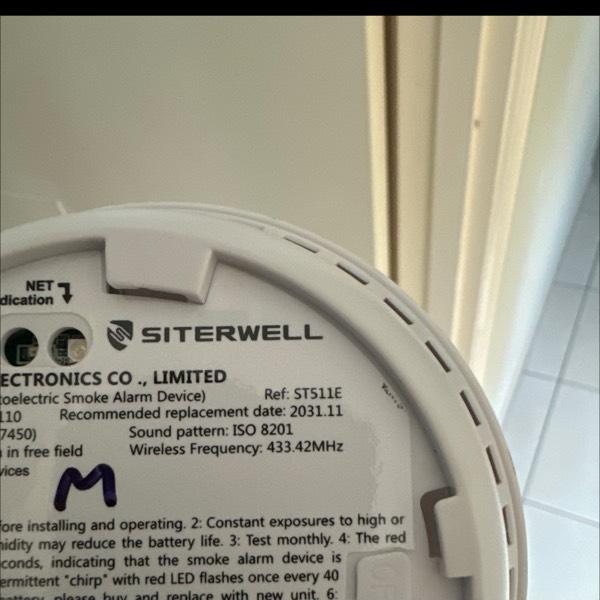 NET
dication
SITERWELL
ECTRONICS CO ., LIMITED
toelectric Smoke Alarm Device) Ref: ST511E
110 Recommended replacement date: 2031.11
7450) Sound pattern: ISO 8201
in free field Wireless Frequency: 433.42MHz
vices
M
fore installing and operating. 2: Constant exposures to high or
nidity may reduce the battery life. 3: Test monthly. 4: The red
conds, indicating that the smoke alarm device is
ermittent "chirp" with red LED flashes once every 40
battery, please buy and replace with new unit. 6: